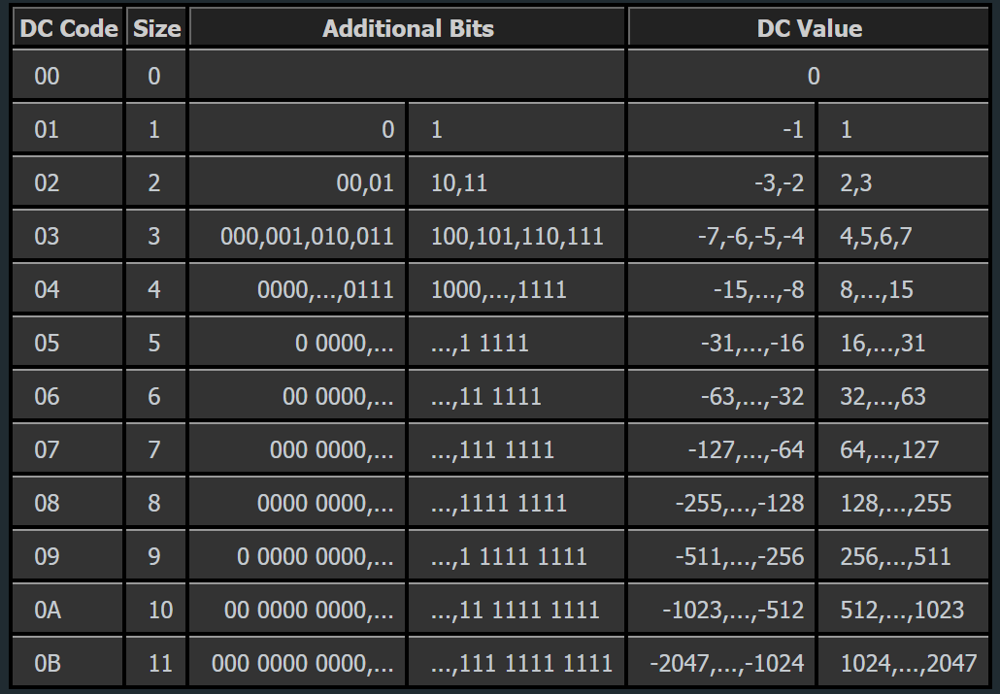 DC Code Size Additional Bits DC Value
00 0 0
01 1 0 1 -1 1
02 2 00,01 10,11 -3,-2 2,3
03 3 000,001,010,011 100,101,110,111 -7,-6,-5,-4 4,5,6,7
04 4 0000,...,0111 1000,...,1111 -15,...,-8 8,...,15
05 5 0 0000,... ...,1 1111 -31,...,-16 16,...,31
06 6 00 0000,... ...,11 1111 -63,...,-32 32,...,63
07 7 000 0000,... ...,111 1111 -127,...,-64 64,...,127
08 8 0000 0000,... ...,1111 1111 -255,...,-128 128,...,255
09 9 0 0000 0000,... ...,1 1111 1111 -511,...,-256 256,...,511
0A 10 00 0000 0000,... ...,11 1111 1111 -1023,...,-512 512,...,1023
0B 11 000 0000 0000,... ...,111 1111 1111 -2047,...,-1024 1024,...,2047